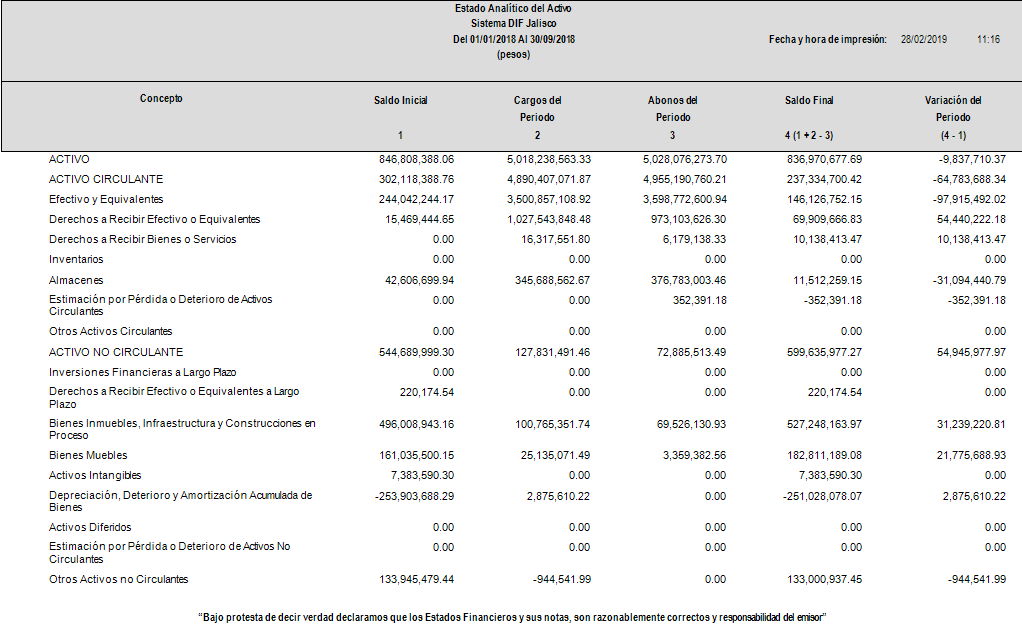 Estado Analítico del Activo
Sistema DIF Jalisco
Del 01/01/2018 Al 30/09/2018 Fecha y hora de impresión: 28/02/2019 11:16
(pesos)
Concepto Saldo Inicial Cargos del Abonos del Saldo Final Variación del
Periodo Periodo Periodo
1 2 3 4 (1 + 2 - 3) (4 - 1)
ACTIVO 846,808,388.06 5,018,238,563.33 5,028,076,273.70 836,970,677.69 -9,837,710.37
ACTIVO CIRCULANTE 302,118,388.76 4,890,407,071.87 4,955,190,760.21 237,334,700.42 -64,783,688.34
Efectivo y Equivalentes 244,042,244.17 3,500,857,108.92 3,598,772,600.94 146,126,752.15 -97,915,492.02
Derechos a Recibir Efectivo o Equivalentes 15,469,444.65 1,027,543,848.48 973,103,626.30 69,909,666.83 54,440,222.18
Derechos a Recibir Bienes o Servicios 0.00 16,317,551.80 6,179,138.33 10,138,413.47 10,138,413.47
Inventarios 0.00 0.00 0.00 0.00 0.00
Almacenes 42,606,699.94 345,688,562.67 376,783,003.46 11,512,259.15 -31,094,440.79
Estimación por Pérdida o Deterioro de Activos 0.00 0.00 352,391.18 -352,391.18 -352,391.18
Circulantes
Otros Activos Circulantes 0.00 0.00 0.00 0.00 0.00
ACTIVO NO CIRCULANTE 544,689,999.30 127,831,491.46 72,885,513.49 599,635,977.27 54,945,977.97
Inversiones Financieras a Largo Plazo 0.00 0.00 0.00 0.00 0.00
Derechos a Recibir Efectivo o Equivalentes a Largo 220,174.54 0.00 0.00 220,174.54 0.00
Plazo
Bienes Inmuebles, Infraestructura y Construcciones en 496,008,943.16 100,765,351.74 69,526,130.93 527,248,163.97 31,239,220.81
Proceso
Bienes Muebles 161,035,500.15 25,135,071.49 3,359,382.56 182,811,189.08 21,775,688.93
Activos Intangibles 7,383,590.30 0.00 0.00 7,383,590.30 0.00
Depreciación, Deterioro y Amortización Acumulada de -253,903,688.29 2,875,610.22 0.00 -251,028,078.07 2,875,610.22
Bienes
Activos Diferidos 0.00 0.00 0.00 0.00 0.00
Estimación por Pérdida o Deterioro de Activos No 0.00 0.00 0.00 0.00 0.00
Circulantes
Otros Activos no Circulantes 133,945,479.44 -944,541.99 0.00 133,000,937.45 -944,541.99
“Bajo protesta de decir verdad declaramos que los Estados Financieros y sus notas, son razonablemente correctos y responsabilidad del emisor”